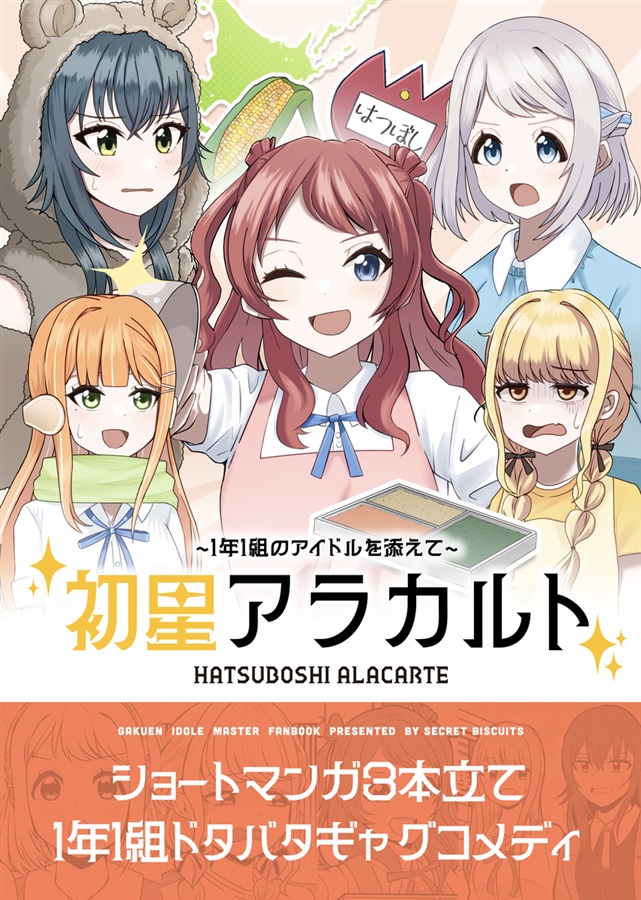 はつぼし
~1年1組のアイドルを添えて~
初星アラカルト
HATSUBOSHI ALACARTE
GAKUEN IDOLE MASTER FANBOOK PRESENTED BY SECRET BISCUITS
ショートマンガ3本立て
1年1組ドタバタギャグコメディ